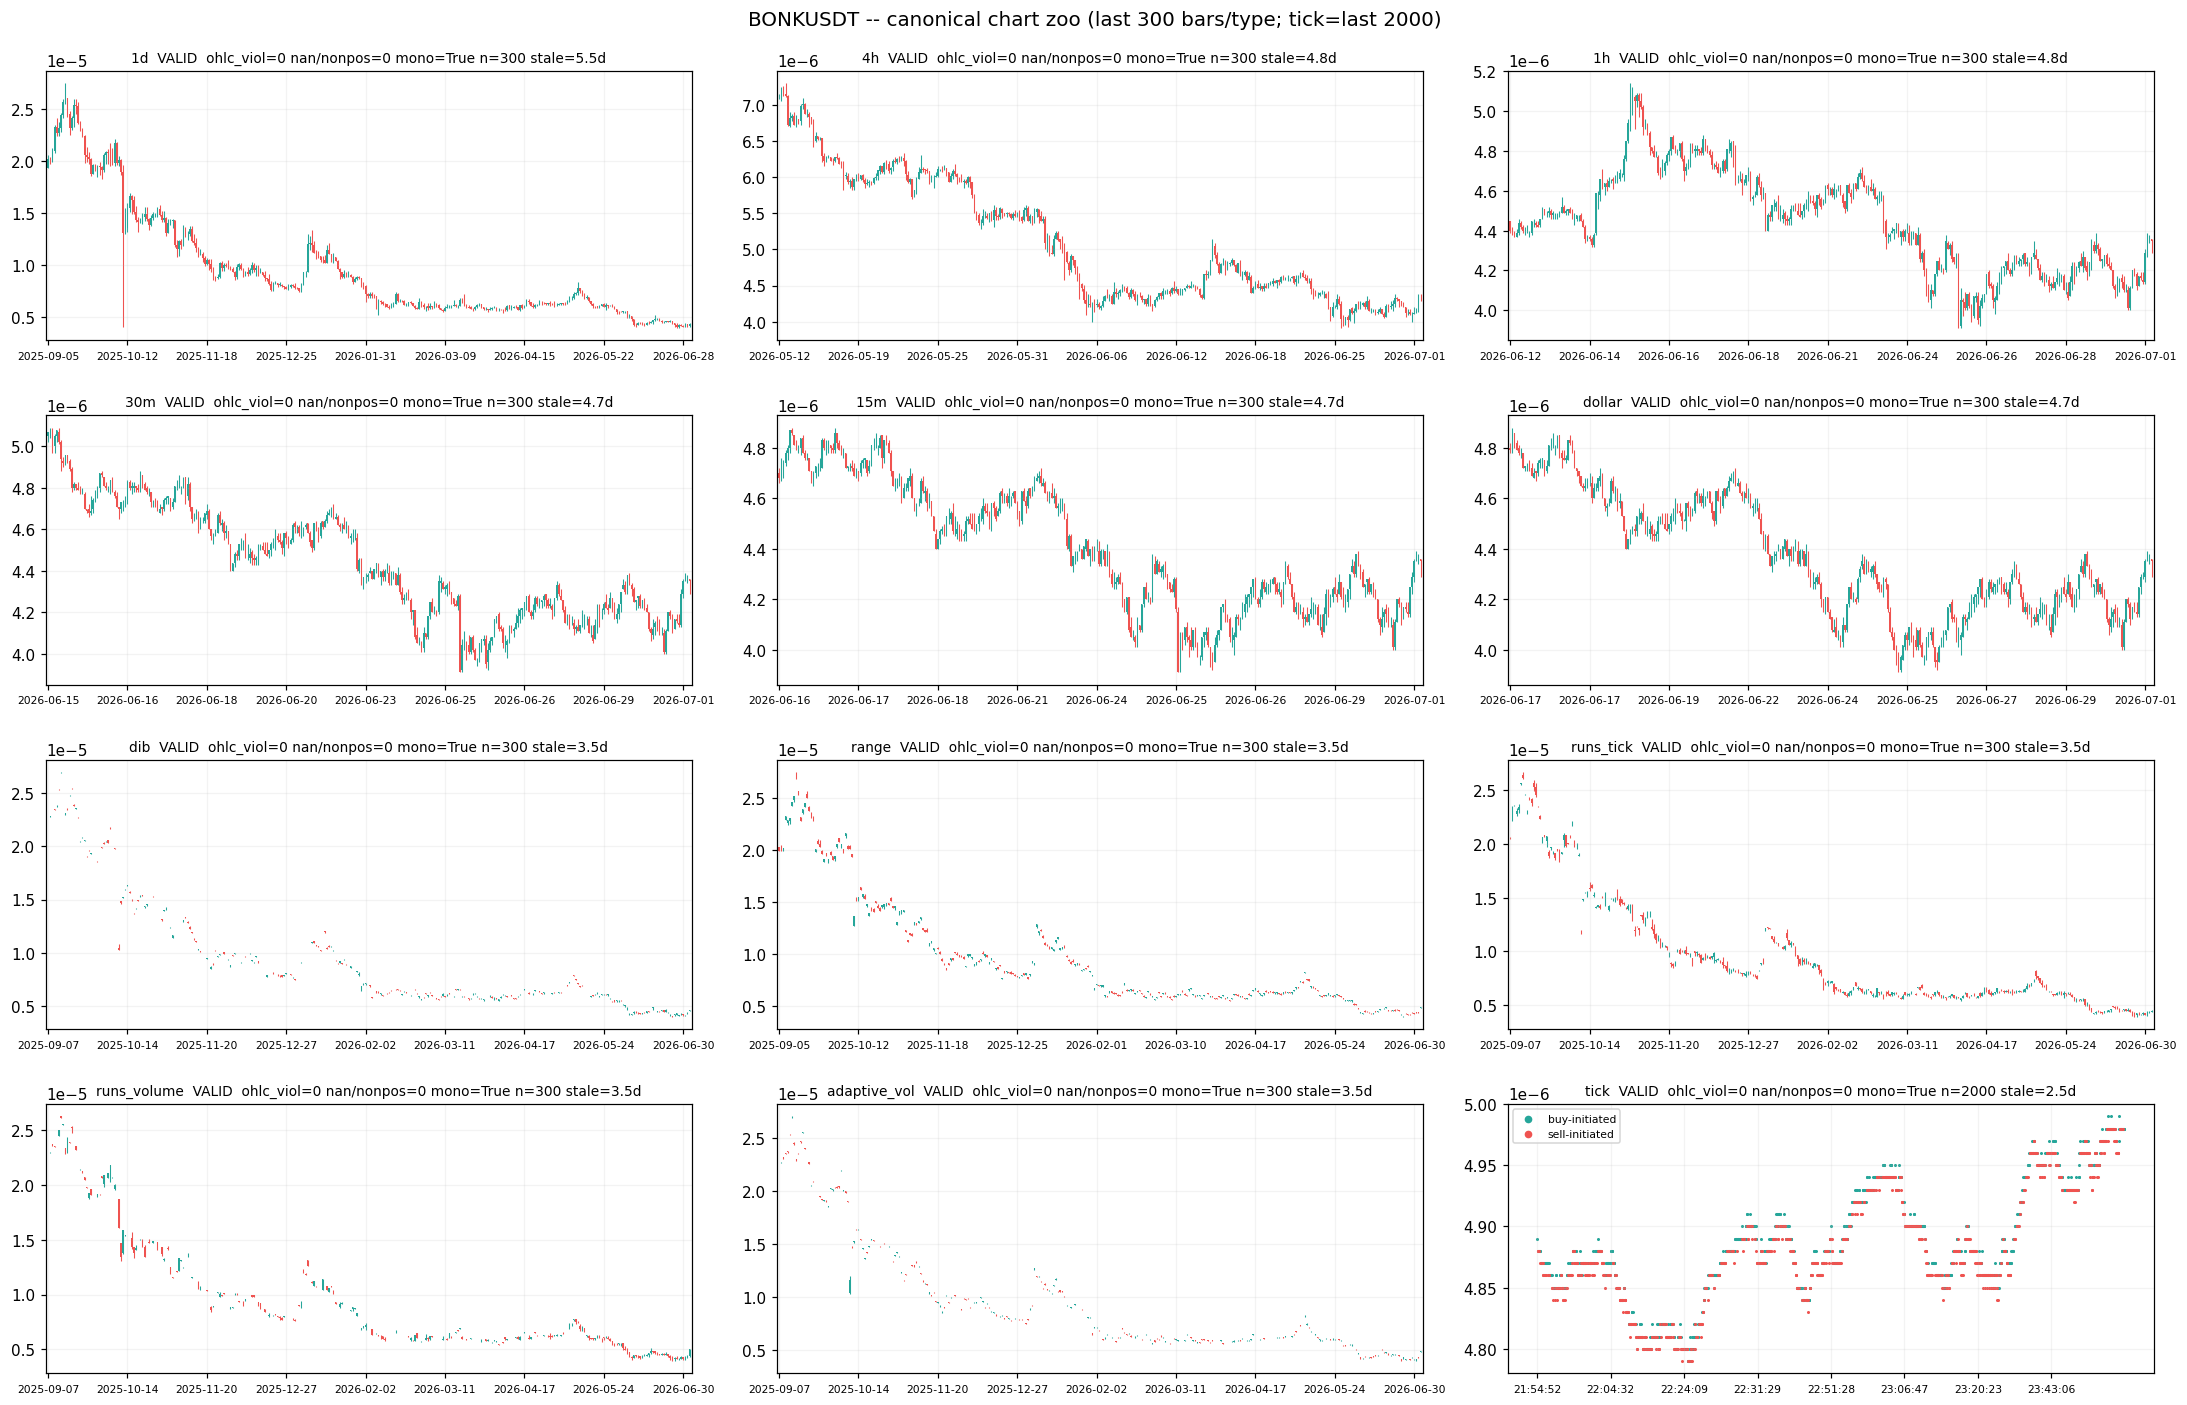 BONKUSDT -- canonical chart zoo (last 300 bars/type; tick=last 2000)
1d VALID ohlc_viol=0 nan/nonpos=0 mono=True n=300 stale=5.5d
1e−5
2.5
2.0
1.5
1.0
0.5
2025-09-05 2025-10-12 2025-11-18 2025-12-25 2026-01-31 2026-03-09 2026-04-15 2026-05-22 2026-06-28
4h VALID ohlc_viol=0 nan/nonpos=0 mono=True n=300 stale=4.8d
1e−6
7.0
6.5
6.0
5.5
5.0
4.5
4.0
2026-05-12 2026-05-19 2026-05-25 2026-05-31 2026-06-06 2026-06-12 2026-06-18 2026-06-25 2026-07-01
1h VALID ohlc_viol=0 nan/nonpos=0 mono=True n=300 stale=4.8d
1e−6
5.2
5.0
4.8
4.6
4.4
4.2
4.0
2026-06-12 2026-06-14 2026-06-16 2026-06-18 2026-06-21 2026-06-24 2026-06-26 2026-06-28 2026-07-01
30m VALID ohlc_viol=0 nan/nonpos=0 mono=True n=300 stale=4.7d
1e−6
5.0
4.8
4.6
4.4
4.2
4.0
2026-06-15 2026-06-16 2026-06-18 2026-06-20 2026-06-23 2026-06-25 2026-06-26 2026-06-29 2026-07-01
15m VALID ohlc_viol=0 nan/nonpos=0 mono=True n=300 stale=4.7d
1e−6
4.8
4.6
4.4
4.2
4.0
2026-06-16 2026-06-17 2026-06-18 2026-06-21 2026-06-24 2026-06-25 2026-06-27 2026-06-29 2026-07-01
dollar VALID ohlc_viol=0 nan/nonpos=0 mono=True n=300 stale=4.7d
1e−6
4.8
4.6
4.4
4.2
4.0
2026-06-17 2026-06-17 2026-06-19 2026-06-22 2026-06-24 2026-06-25 2026-06-27 2026-06-29 2026-07-01
dib VALID ohlc_viol=0 nan/nonpos=0 mono=True n=300 stale=3.5d
1e−5
2.5
2.0
1.5
1.0
0.5
2025-09-07 2025-10-14 2025-11-20 2025-12-27 2026-02-02 2026-03-11 2026-04-17 2026-05-24 2026-06-30
range VALID ohlc_viol=0 nan/nonpos=0 mono=True n=300 stale=3.5d
1e−5
2.5
2.0
1.5
1.0
0.5
2025-09-05 2025-10-12 2025-11-18 2025-12-25 2026-02-01 2026-03-10 2026-04-17 2026-05-24 2026-06-30
runs_tick VALID ohlc_viol=0 nan/nonpos=0 mono=True n=300 stale=3.5d
1e−5
2.5
2.0
1.5
1.0
0.5
2025-09-07 2025-10-14 2025-11-20 2025-12-27 2026-02-02 2026-03-11 2026-04-17 2026-05-24 2026-06-30
runs_volume VALID ohlc_viol=0 nan/nonpos=0 mono=True n=300 stale=3.5d
1e−5
2.5
2.0
1.5
1.0
0.5
2025-09-07 2025-10-14 2025-11-20 2025-12-27 2026-02-02 2026-03-11 2026-04-17 2026-05-24 2026-06-30
adaptive_vol VALID ohlc_viol=0 nan/nonpos=0 mono=True n=300 stale=3.5d
1e−5
2.5
2.0
1.5
1.0
0.5
2025-09-07 2025-10-14 2025-11-20 2025-12-27 2026-02-02 2026-03-11 2026-04-17 2026-05-24 2026-06-30
tick VALID ohlc_viol=0 nan/nonpos=0 mono=True n=2000 stale=2.5d
1e−6
buy-initiated
sell-initiated
5.00
4.95
4.90
4.85
4.80
21:54:52 22:04:32 22:24:09 22:31:29 22:51:28 23:06:47 23:20:23 23:43:06